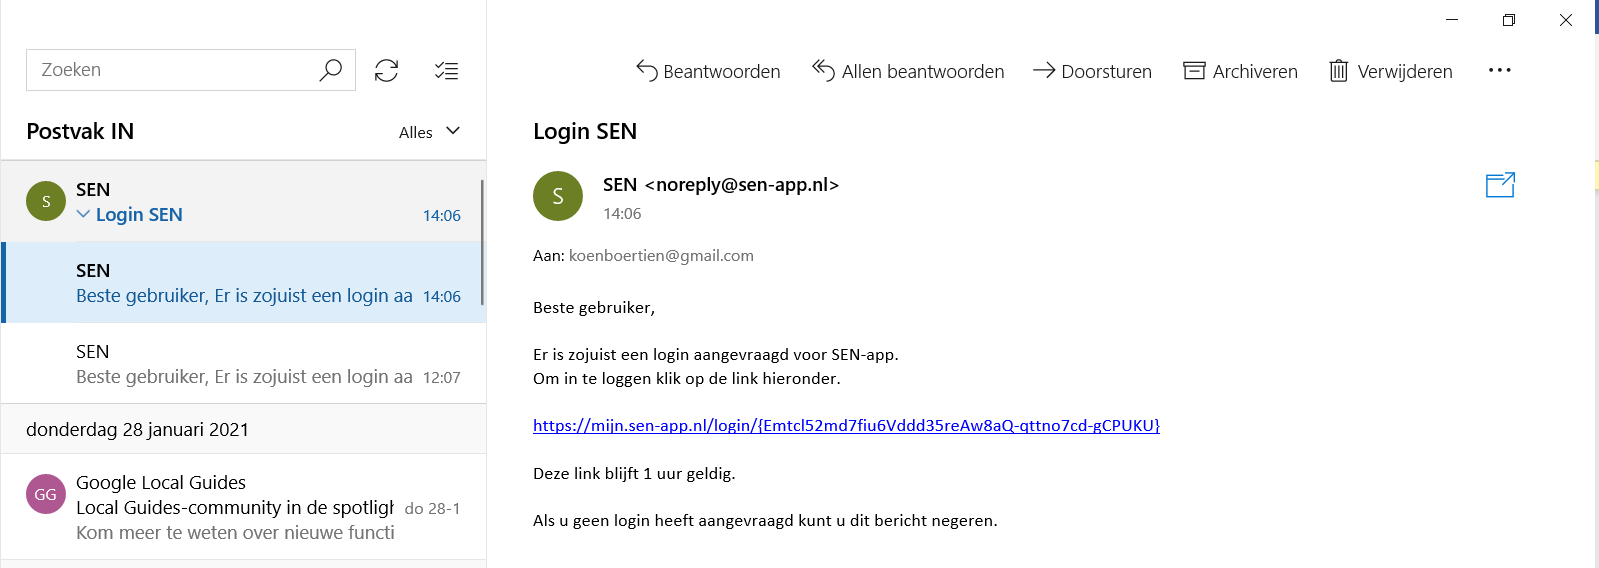 Zoeken
Postvak IN
Alles
S
SEN
Login SEN
14:06
SEN
Beste gebruiker, Er is zojuist een login aa
14:06
SEN
Beste gebruiker, Er is zojuist een login aa
12:07
donderdag 28 januari 2021
GG
Google Local Guides
Local Guides-community in de spotligh
do 28-1
Kom meer te weten over nieuwe functi
Beantwoorden
Allen beantwoorden
Doorsturen
Archiveren
Verwijderen
Login SEN
S
SEN <noreply@sen-app.nl>
14:06
Aan: koenboertien@gmail.com
Beste gebruiker,
Er is zojuist een login aangevraagd voor SEN-app.
Om in te loggen klik op de link hieronder.
https://mijn.sen-app.nl/login/{Emtcl52md7fiu6Vddd35reAw8aQ-qttno7cd-gCPUKU}
Deze link blijft 1 uur geldig.
Als u geen login heeft aangevraagd kunt u dit bericht negeren.